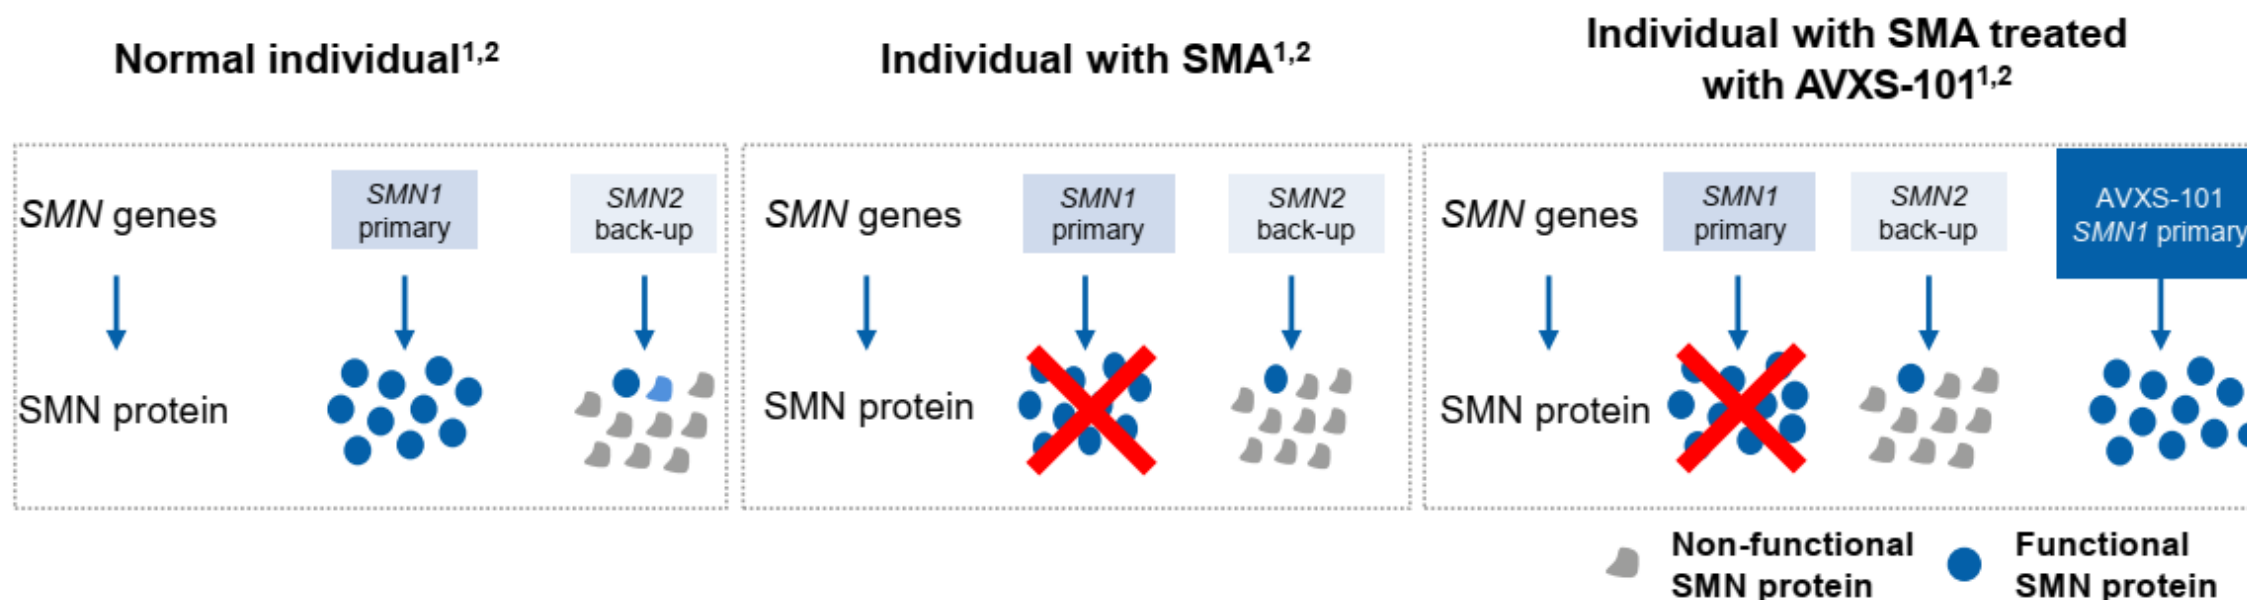 Normal individual1,2
SMN genes
SMN1
primary
SMN2
back-up
SMN protein
Individual with SMA1,2
SMN genes
SMN1
primary
SMN2
back-up
SMN protein
Individual with SMA treated
with AVXS-1011,2
SMN genes
SMN1
primary
SMN2
back-up
AVXS-101
SMN1 primary
SMN protein
Non-functional
SMN protein
Functional
SMN protein